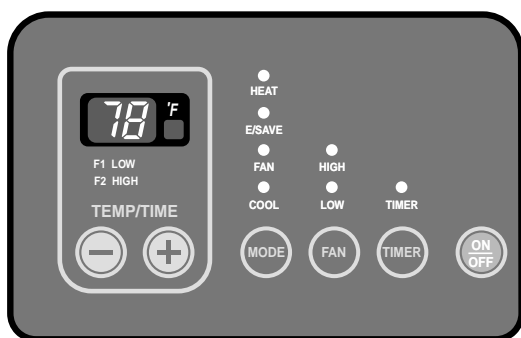 78 °F
F1 LOW
F2 HIGH
TEMP/TIME
HEAT
E/SAVE
FAN HIGH
COOL LOW TIMER
MODE FAN TIMER ON
OFF